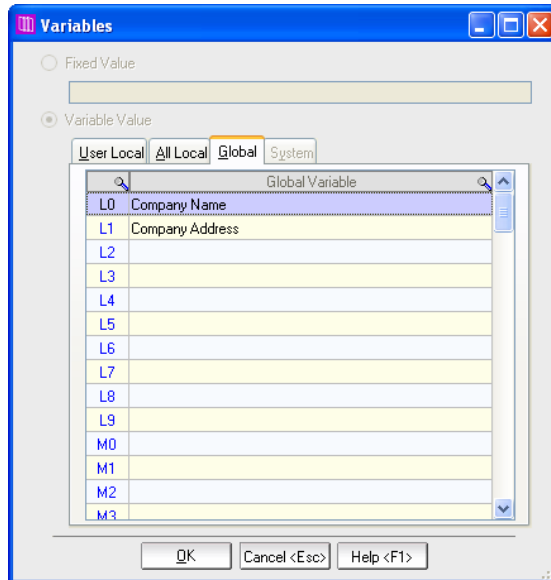 Variables
Fixed Value
Variable Value
User Local All Local Global System
Global Variable
L0 Company Name
L1 Company Address
L2
L3
L4
L5
L6
L7
L8
L9
M0
M1
M2
M3
OK Cancel <Esc> Help <F1>